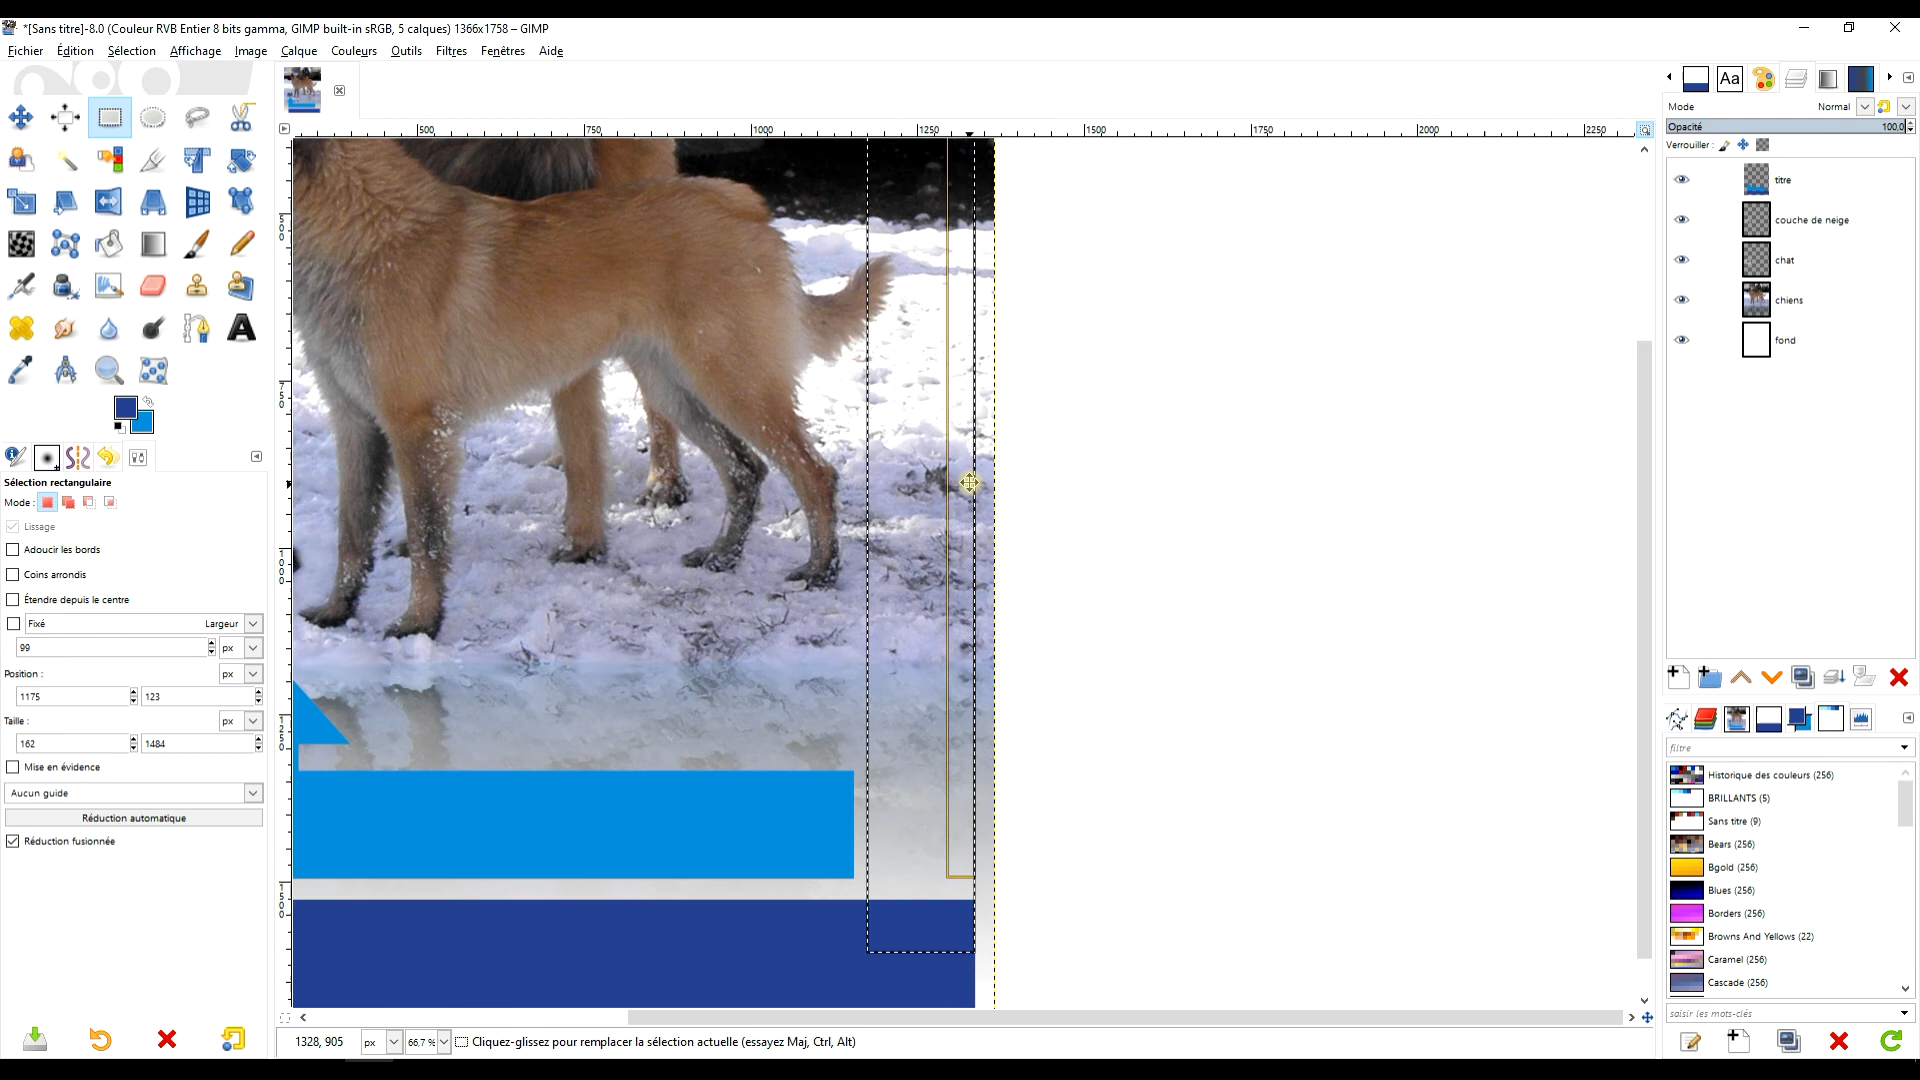 *[Sans titre]-8.0 (Couleur RVB Entier 8 bits gamma, GIMP built-in sRGB, 5 calques) 1366x1758 – GIMP
Fichier Édition Sélection Affichage Image Calque Couleurs Outils Filtres Fenêtres Aide
500 750 1000 1250 1500 1750 2000 2250
500
750
1000
1250
1500
Sélection rectangulaire
Mode :
Lissage
Adoucir les bords
Coins arrondis
Étendre depuis le centre
Fixé Largeur
99 px
Position : px
1175 123
Taille : px
162 1484
Mise en évidence
Aucun guide
Réduction automatique
Réduction fusionnée
1328, 905 px 66,7 % Cliquez-glissez pour remplacer la sélection actuelle (essayez Maj, Ctrl, Alt)
Aa
Mode Normal
Opacité 100,0
Verrouiller :
titre
couche de neige
chat
chiens
fond
filtre
Historique des couleurs (256)
BRILLANTS (5)
Sans titre (9)
Bears (256)
Bgold (256)
Blues (256)
Borders (256)
Browns And Yellows (22)
Caramel (256)
Cascade (256)
saisir les mots-clés